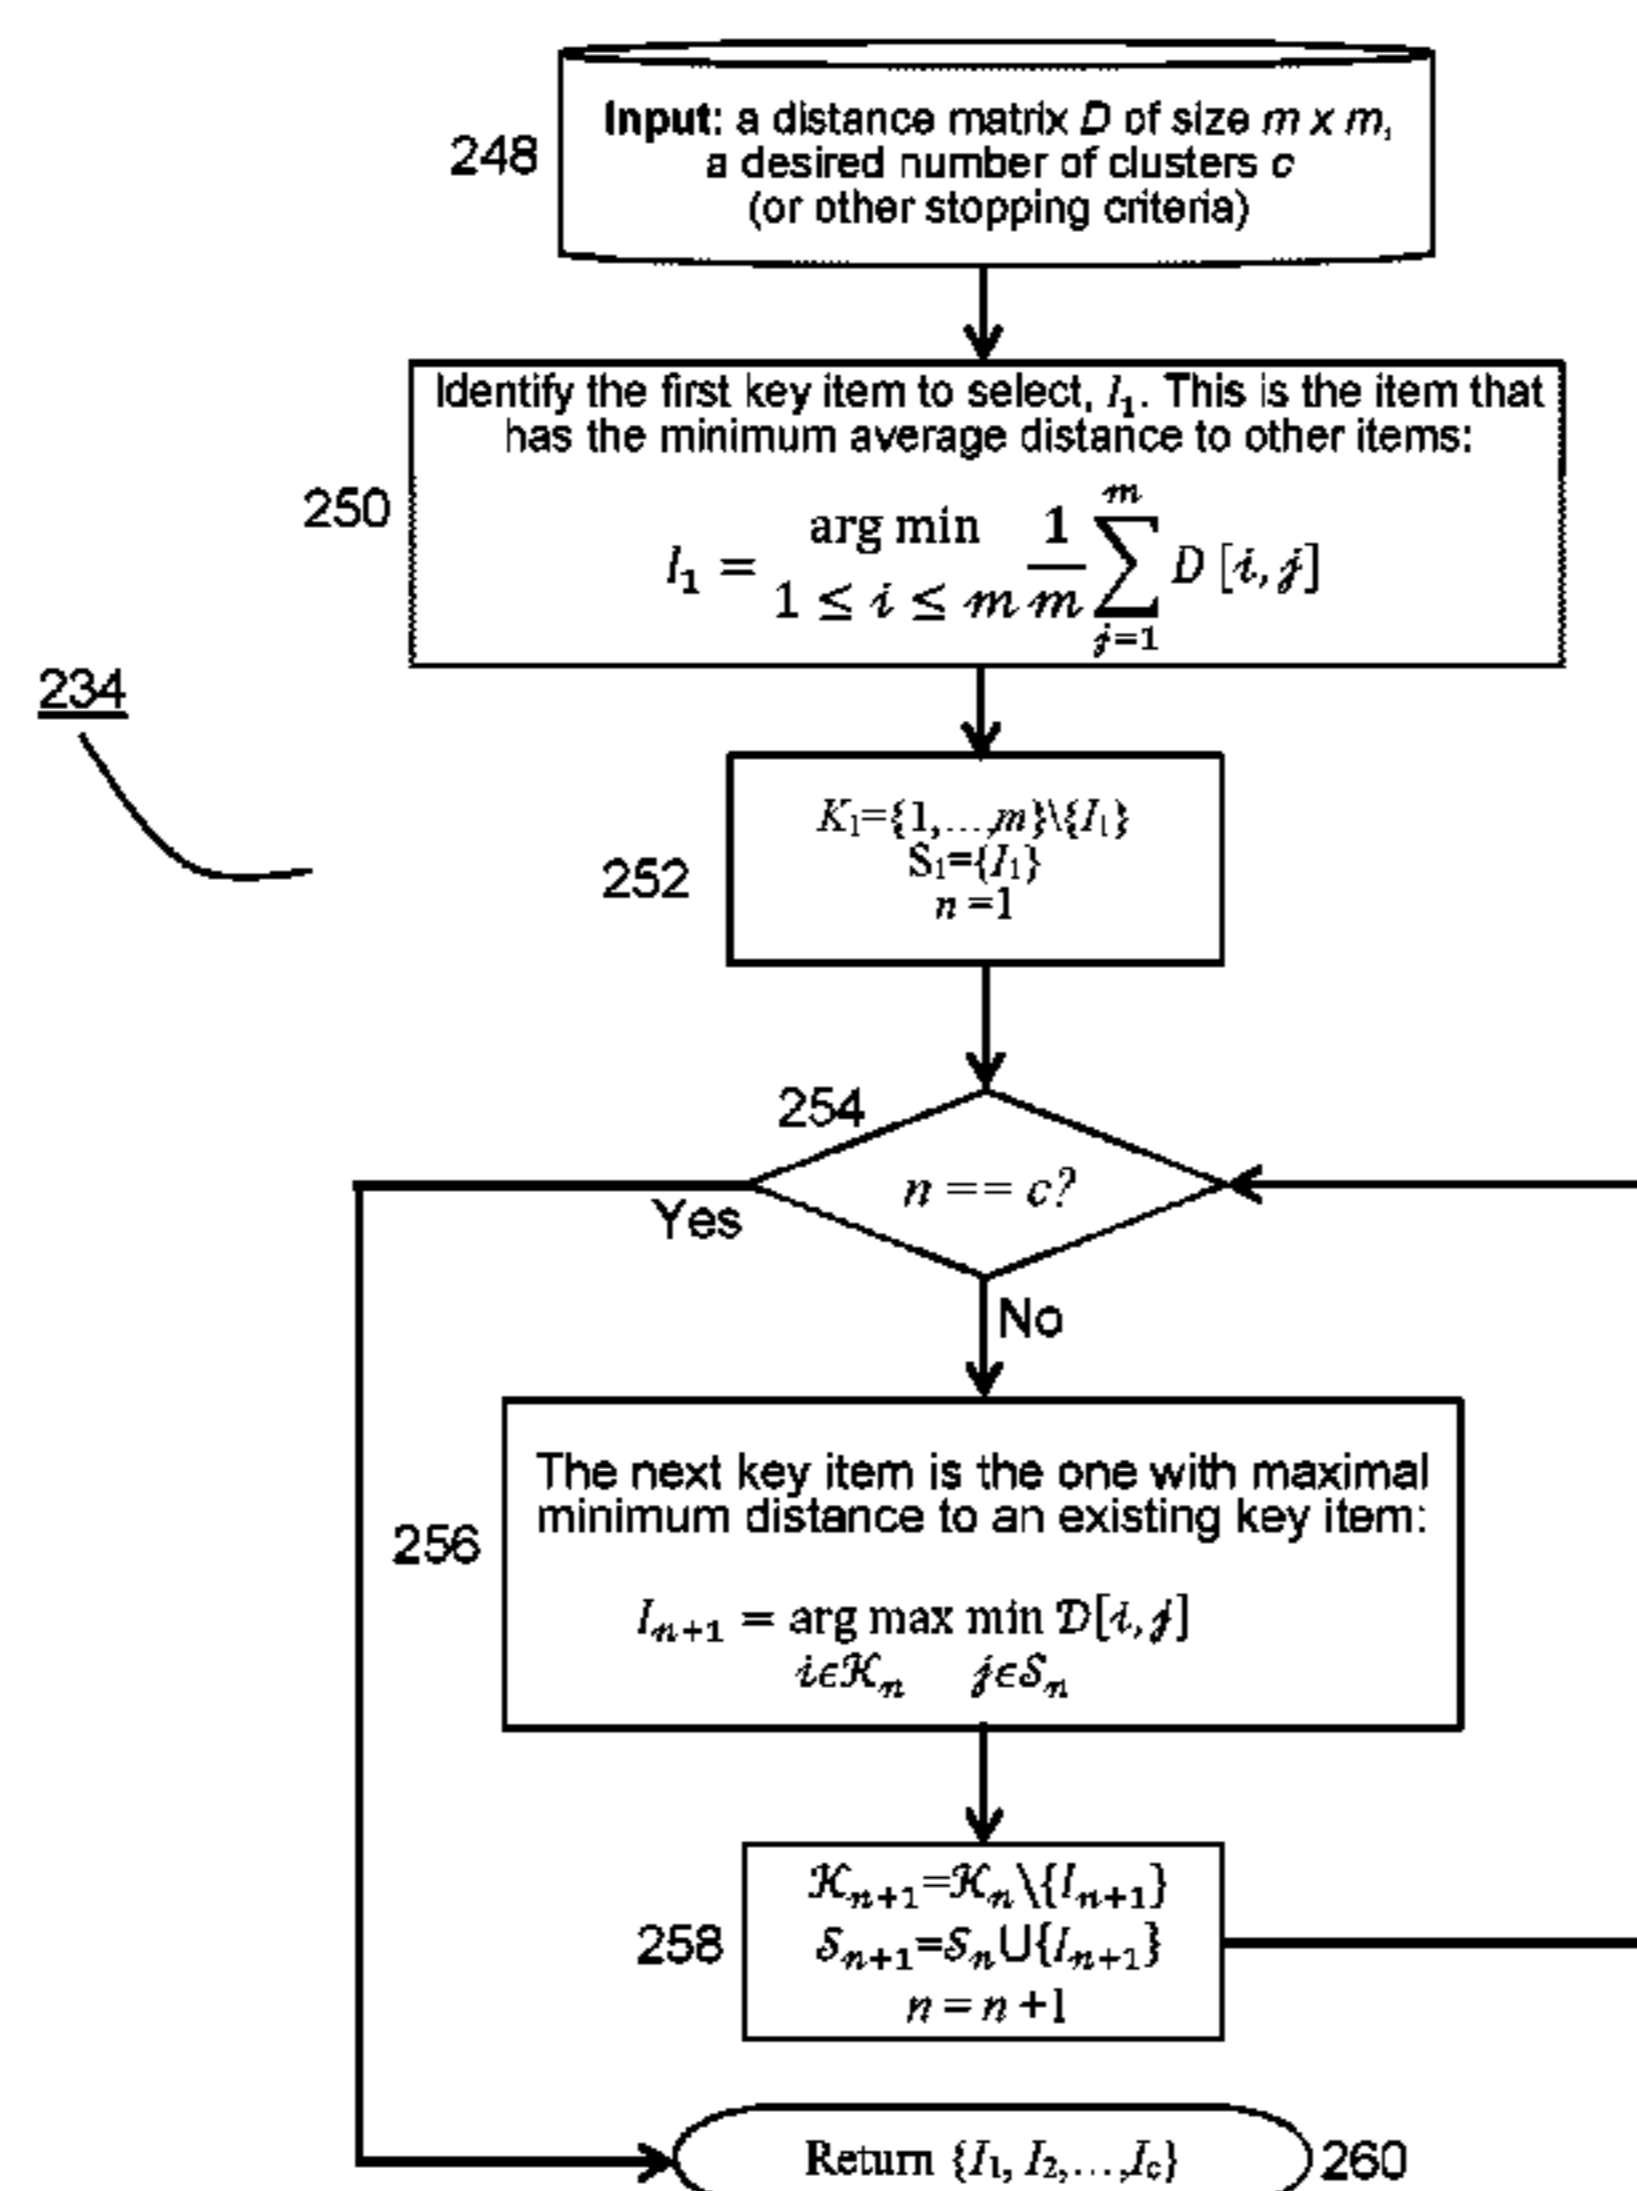 Input: a distance matrix D of size m x m,
a desired number of clusters c
(or other stopping criteria)
248
Identify the first key item to select, I₁. This is the item that
has the minimum average distance to other items:
250
I₁ = arg min 1 ≤ i ≤ m 1/m ∑ j=1 m D [i, j]
234
K₁={1,...,m}\{I₁}
S₁={I₁}
n =1
252
254
n == c?
Yes
No
The next key item is the one with maximal
minimum distance to an existing key item:
256
Iₙ₊₁ = arg max min D[i, j]
iϵKₙ jϵSₙ
Kₙ₊₁=Kₙ\{Iₙ₊₁}
Sₙ₊₁=Sₙ∪{Iₙ₊₁}
n = n +1
258
Return {I₁, I₂,...,I_c}
260